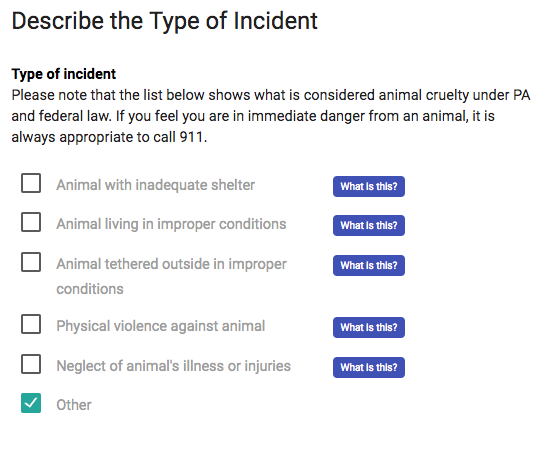 Describe the Type of Incident
Type of incident
Please note that the list below shows what is considered animal cruelty under PA
and federal law. If you feel you are in immediate danger from an animal, it is
always appropriate to call 911.
Animal with inadequate shelter What is this?
Animal living in improper conditions What is this?
Animal tethered outside in improper What is this?
conditions
Physical violence against animal What is this?
Neglect of animal's illness or injuries What is this?
Other